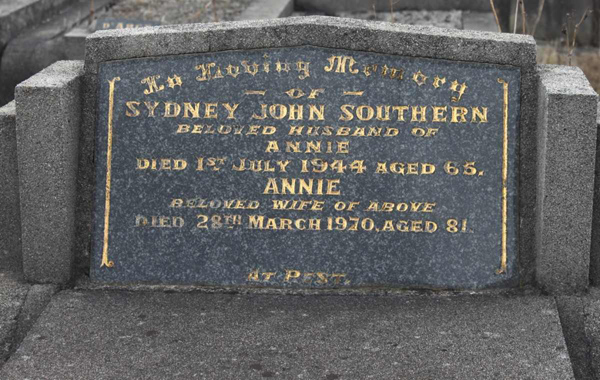 In Loving Memory
— OF —
SYDNEY JOHN SOUTHERN
BELOVED HUSBAND OF
ANNIE
DIED 1ST JULY 1944 AGED 65.
ANNIE
BELOVED WIFE OF ABOVE
DIED 28TH MARCH 1970, AGED 81.
AT REST.